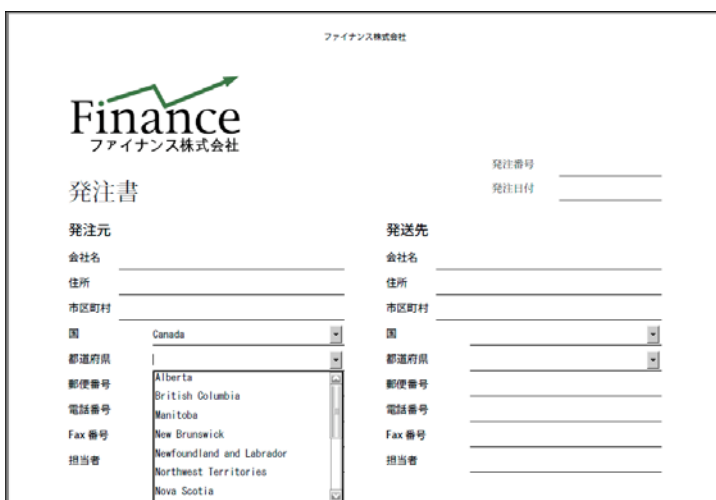 ファイナンス株式会社
Finance
ファイナンス株式会社
発注番号
発注書
発注日付
発注元
会社名
住所
市区町村
国 Canada
都道府県
郵便番号
電話番号
Fax 番号
担当者
Alberta
British Columbia
Manitoba
New Brunswick
Newfoundland and Labrador
Northwest Territories
Nova Scotia
発送先
会社名
住所
市区町村
国
都道府県
郵便番号
電話番号
Fax 番号
担当者